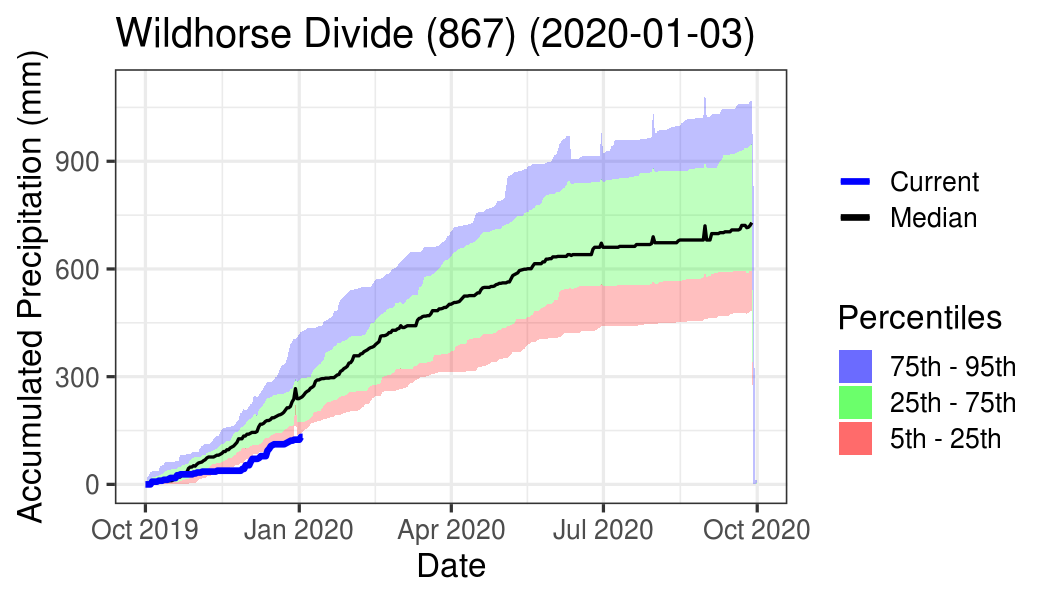 Wildhorse Divide (867) (2020-01-03)
Accumulated Precipitation (mm)
900
600
300
0
Oct 2019 Jan 2020 Apr 2020 Jul 2020 Oct 2020
Date
Current
Median
Percentiles
75th - 95th
25th - 75th
5th - 25th